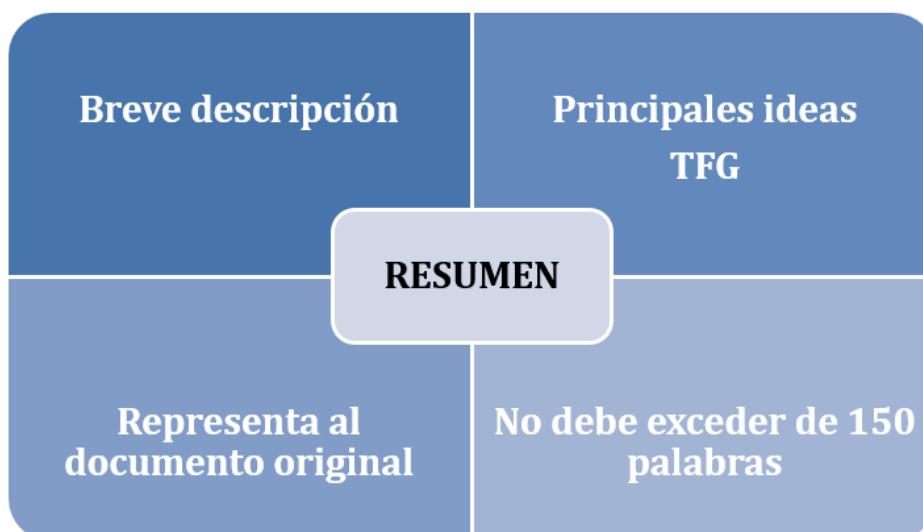 Breve descripción
Principales ideas
TFG
RESUMEN
Representa al
documento original
No debe exceder de 150
palabras